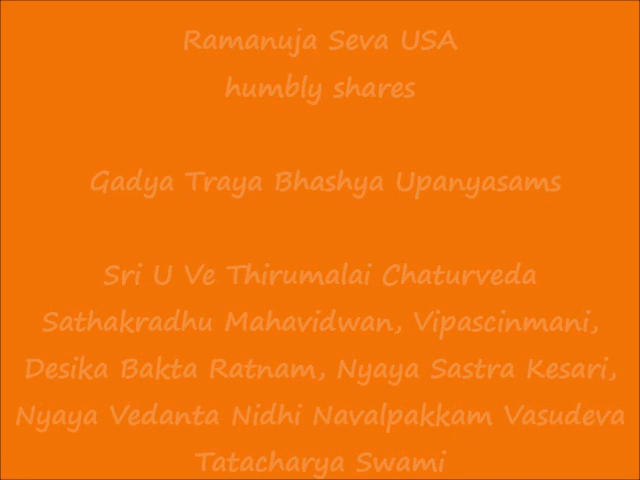 Ramanuja Seva USA
humbly shares
Gadya Traya Bhashya Upanyasams
Sri U Ve Thirumalai Chaturveda
Sathakradhu Mahavidwan, Vipascinmani,
Desika Bakta Ratnam, Nyaya Sastra Kesari,
Nyaya Vedanta Nidhi Navalpakkam Vasudeva
Tatacharya Swami